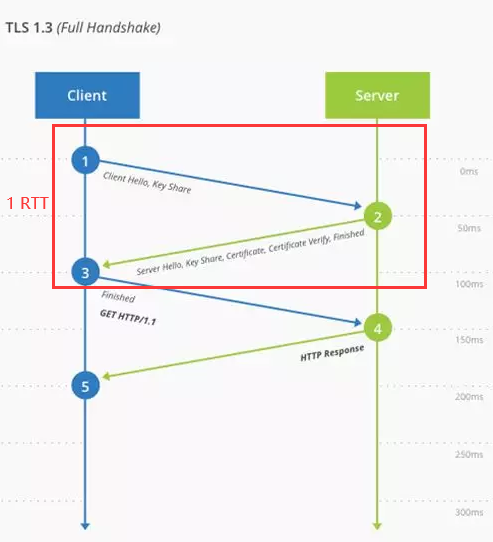 TLS 1.3 (Full Handshake)
Client
Server
1
0ms
Client Hello, Key Share
1 RTT
2
50ms
Server Hello, Key Share, Certificate, Certificate Verify, Finished
3
100ms
Finished
GET HTTP/1.1
4
150ms
HTTP Response
5
200ms
250ms
300ms